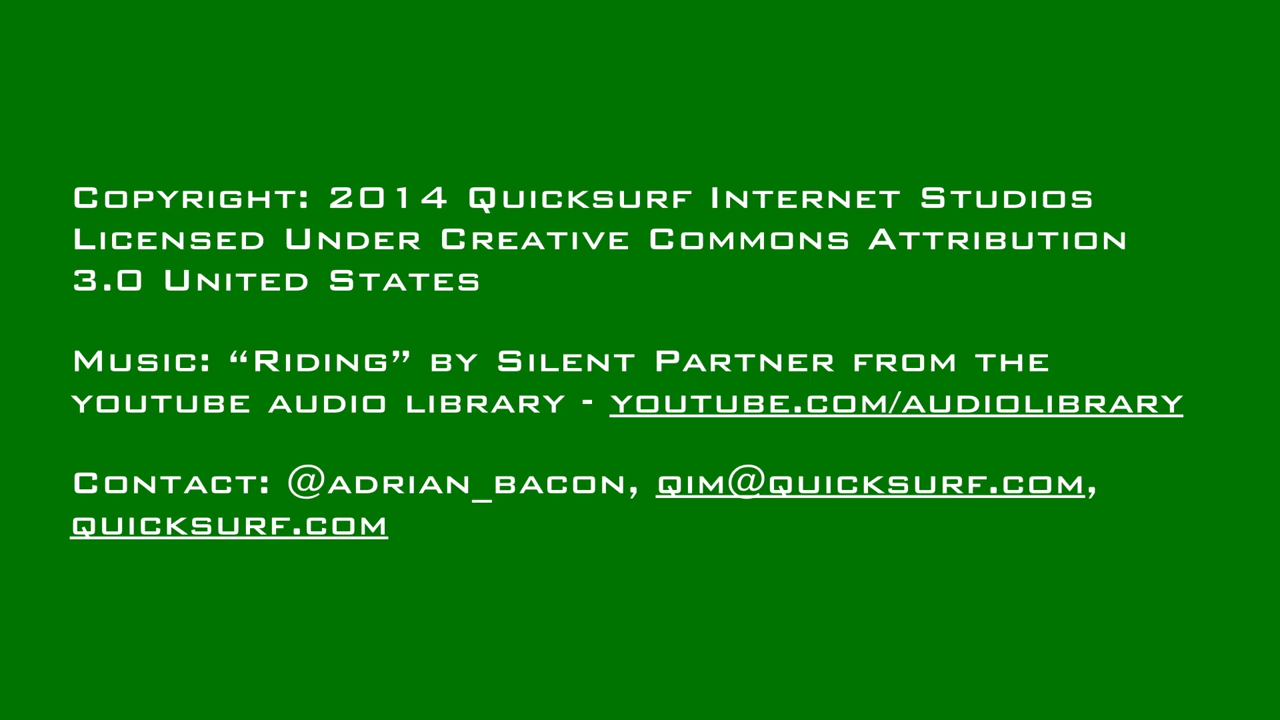 Copyright: 2014 Quicksurf Internet Studios
Licensed Under Creative Commons Attribution
3.0 United States
Music: “Riding” by Silent Partner from the
youtube audio library - youtube.com/audiolibrary
Contact: @adrian_bacon, qim@quicksurf.com,
quicksurf.com